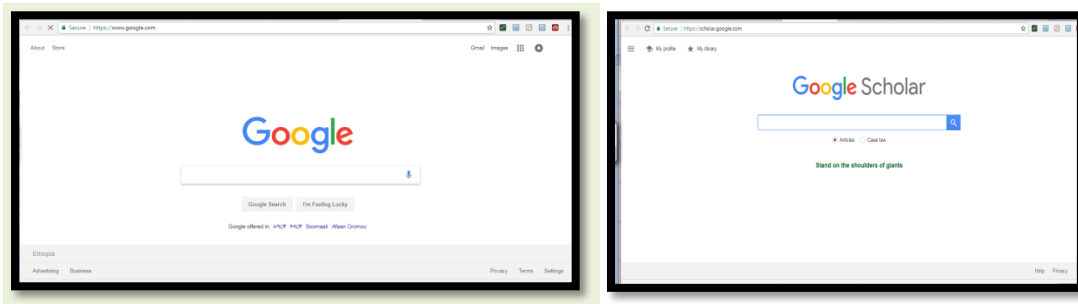 Secure | https://www.google.com
About Store
Gmail Images
Google
Google Search I'm Feeling Lucky
Google offered in: አማርኛ ትግርኛ Soomaali Afaan Oromoo
Ethiopia
Advertising Business
Privacy Terms Settings
Secure | https://scholar.google.com
My profile My library
Google Scholar
Articles Case law
Stand on the shoulders of giants
Help Privacy